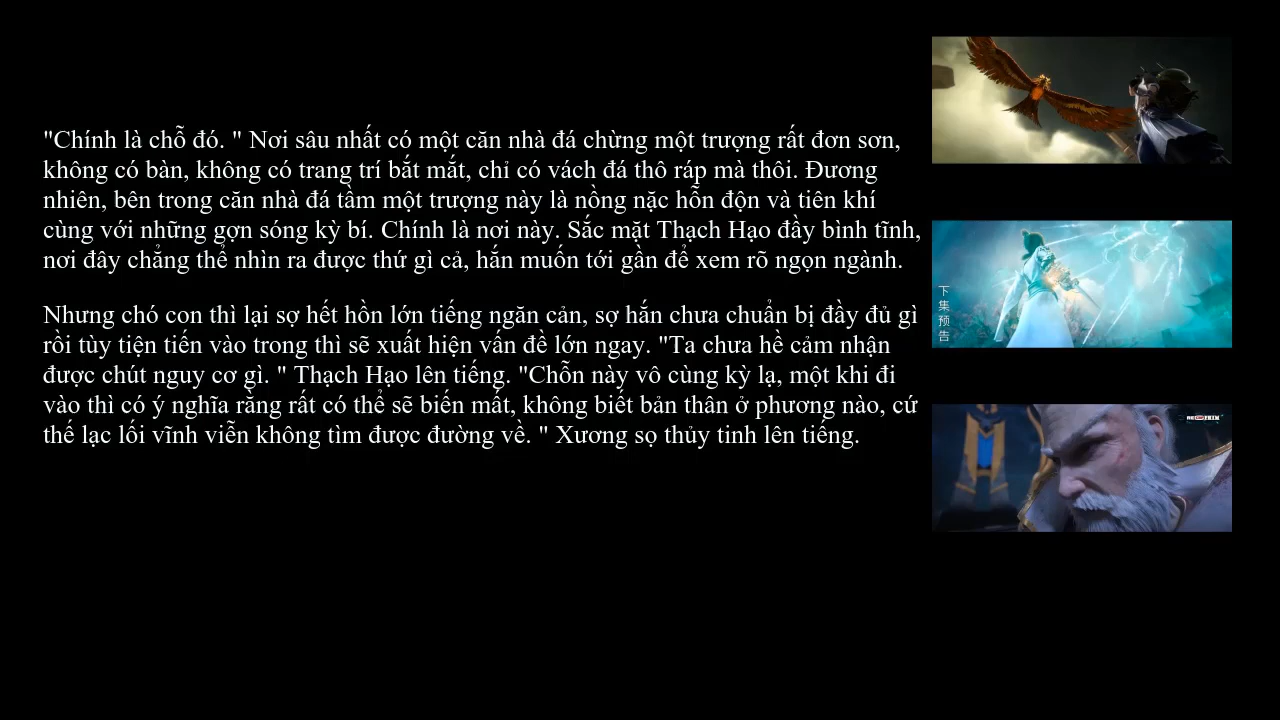 "Chính là chỗ đó. " Nơi sâu nhất có một căn nhà đá chừng một trượng rất đơn sơn,
không có bàn, không có trang trí bắt mắt, chỉ có vách đá thô ráp mà thôi. Đương
nhiên, bên trong căn nhà đá tầm một trượng này là nồng nặc hỗn độn và tiên khí
cùng với những gợn sóng kỳ bí. Chính là nơi này. Sắc mặt Thạch Hạo đầy bình tĩnh,
nơi đây chẳng thể nhìn ra được thứ gì cả, hắn muốn tới gần để xem rõ ngọn ngành.
Nhưng chó con thì lại sợ hết hồn lớn tiếng ngăn cản, sợ hắn chưa chuẩn bị đầy đủ gì
rồi tùy tiện tiến vào trong thì sẽ xuất hiện vấn đề lớn ngay. "Ta chưa hề cảm nhận
được chút nguy cơ gì. " Thạch Hạo lên tiếng. "Chỗn này vô cùng kỳ lạ, một khi đi
vào thì có ý nghĩa rằng rất có thể sẽ biến mất, không biết bản thân ở phương nào, cứ
thế lạc lối vĩnh viễn không tìm được đường về. " Xương sọ thủy tinh lên tiếng.
下集预告